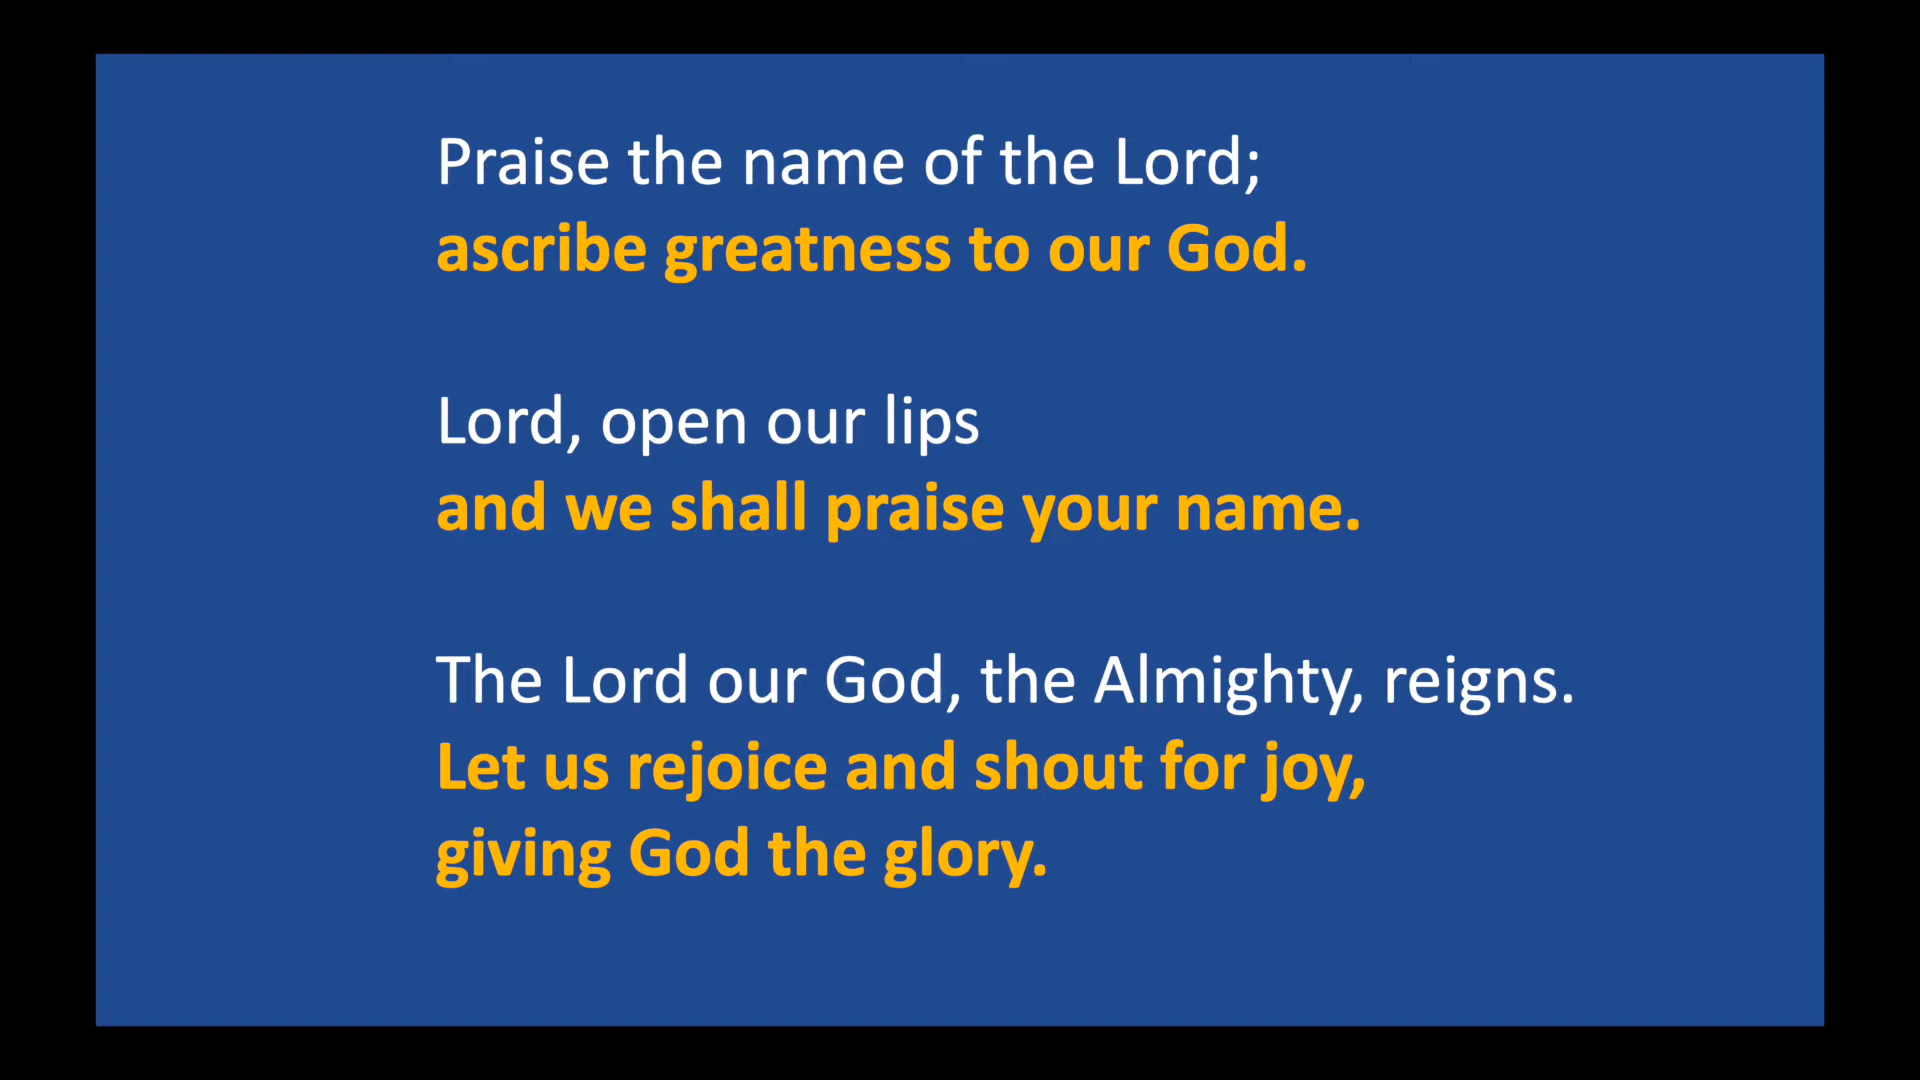 Praise the name of the Lord;
ascribe greatness to our God.
Lord, open our lips
and we shall praise your name.
The Lord our God, the Almighty, reigns.
Let us rejoice and shout for joy,
giving God the glory.